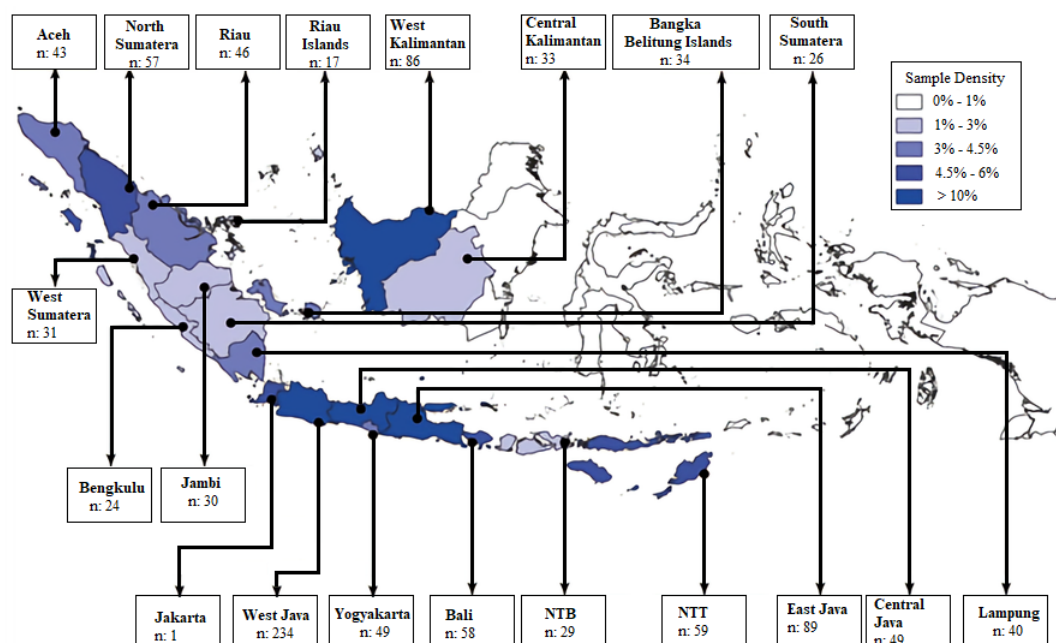 Aceh
n: 43
North
Sumatera
n: 57
Riau
n: 46
Riau
Islands
n: 17
West
Kalimantan
n: 86
Central
Kalimantan
n: 33
Bangka
Belitung Islands
n: 34
South
Sumatera
n: 26
Sample Density
0% - 1%
1% - 3%
3% - 4.5%
4.5% - 6%
> 10%
West
Sumatera
n: 31
Bengkulu
n: 24
Jambi
n: 30
Jakarta
n: 1
West Java
n: 234
Yogyakarta
n: 49
Bali
n: 58
NTB
n: 29
NTT
n: 59
East Java
n: 89
Central
Java
n: 49
Lampung
n: 40